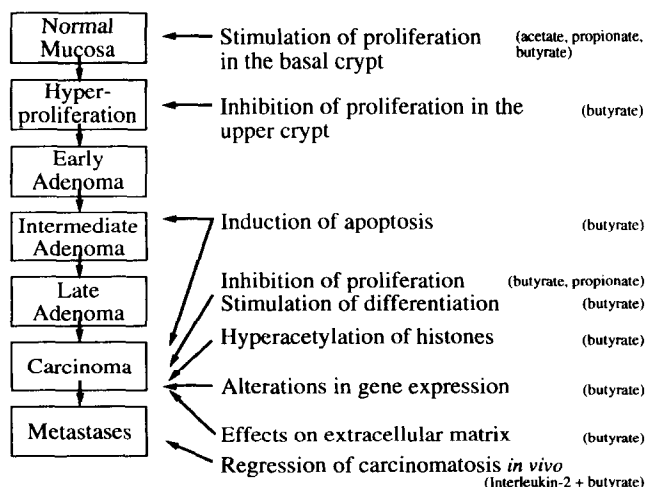 Normal
Mucosa
Stimulation of proliferation
in the basal crypt
(acetate, propionate,
butyrate)
Hyper-
proliferation
Inhibition of proliferation in the
upper crypt
(butyrate)
Early
Adenoma
Intermediate
Adenoma
Induction of apoptosis
(butyrate)
Late
Adenoma
Inhibition of proliferation
(butyrate, propionate)
Stimulation of differentiation
(butyrate)
Hyperacetylation of histones
(butyrate)
Carcinoma
Alterations in gene expression
(butyrate)
Metastases
Effects on extracellular matrix
(butyrate)
Regression of carcinomatosis in vivo
(Interleukin-2 + butyrate)